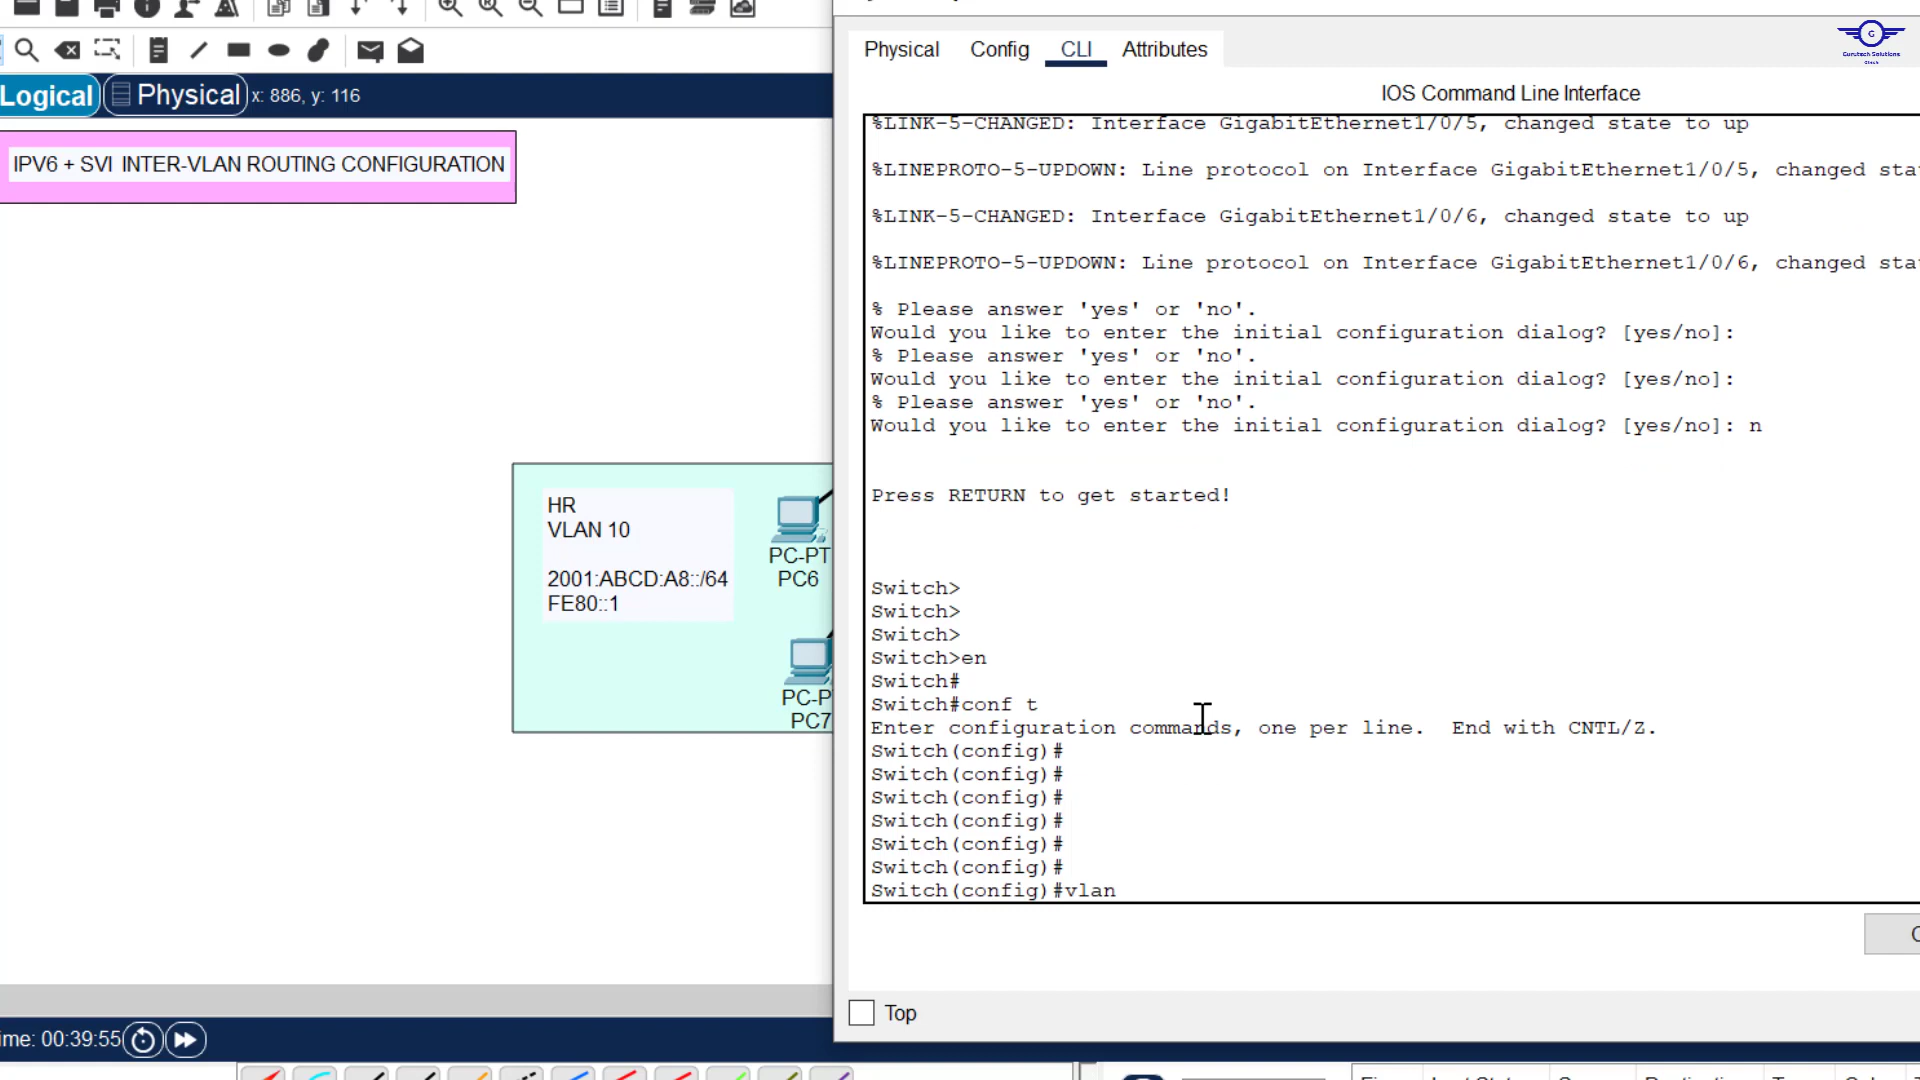 Physical
Config
CLI
Attributes
Gurutech Solutions
Logical
Physical
x: 886, y: 116
IOS Command Line Interface
IPV6 + SVI INTER-VLAN ROUTING CONFIGURATION
%LINK-5-CHANGED: Interface GigabitEthernet1/0/5, changed state to up
%LINEPROTO-5-UPDOWN: Line protocol on Interface GigabitEthernet1/0/5, changed sta
%LINK-5-CHANGED: Interface GigabitEthernet1/0/6, changed state to up
%LINEPROTO-5-UPDOWN: Line protocol on Interface GigabitEthernet1/0/6, changed sta
% Please answer 'yes' or 'no'.
Would you like to enter the initial configuration dialog? [yes/no]:
% Please answer 'yes' or 'no'.
Would you like to enter the initial configuration dialog? [yes/no]:
% Please answer 'yes' or 'no'.
Would you like to enter the initial configuration dialog? [yes/no]: n
Press RETURN to get started!
Switch>
Switch>
Switch>
Switch>en
Switch#
Switch#conf t
Enter configuration commands, one per line. End with CNTL/Z.
Switch(config)#
Switch(config)#
Switch(config)#
Switch(config)#
Switch(config)#
Switch(config)#
Switch(config)#vlan
HR
VLAN 10
2001:ABCD:A8::/64
FE80::1
PC-PT
PC6
PC-P
PC7
Top
ime: 00:39:55